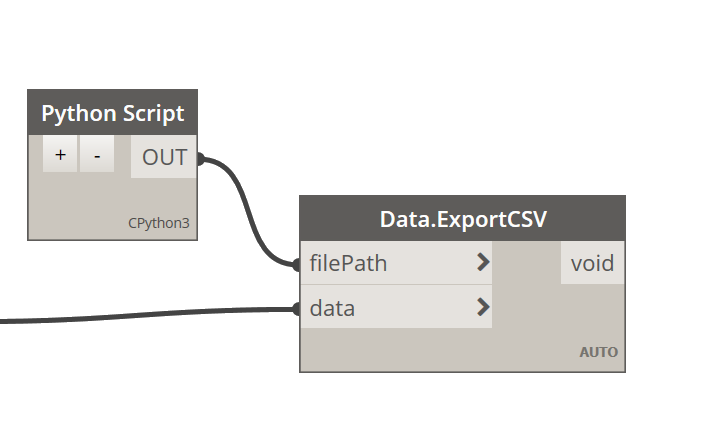 Python Script
+ - OUT
CPython3
Data.ExportCSV
filePath > void
data >
AUTO